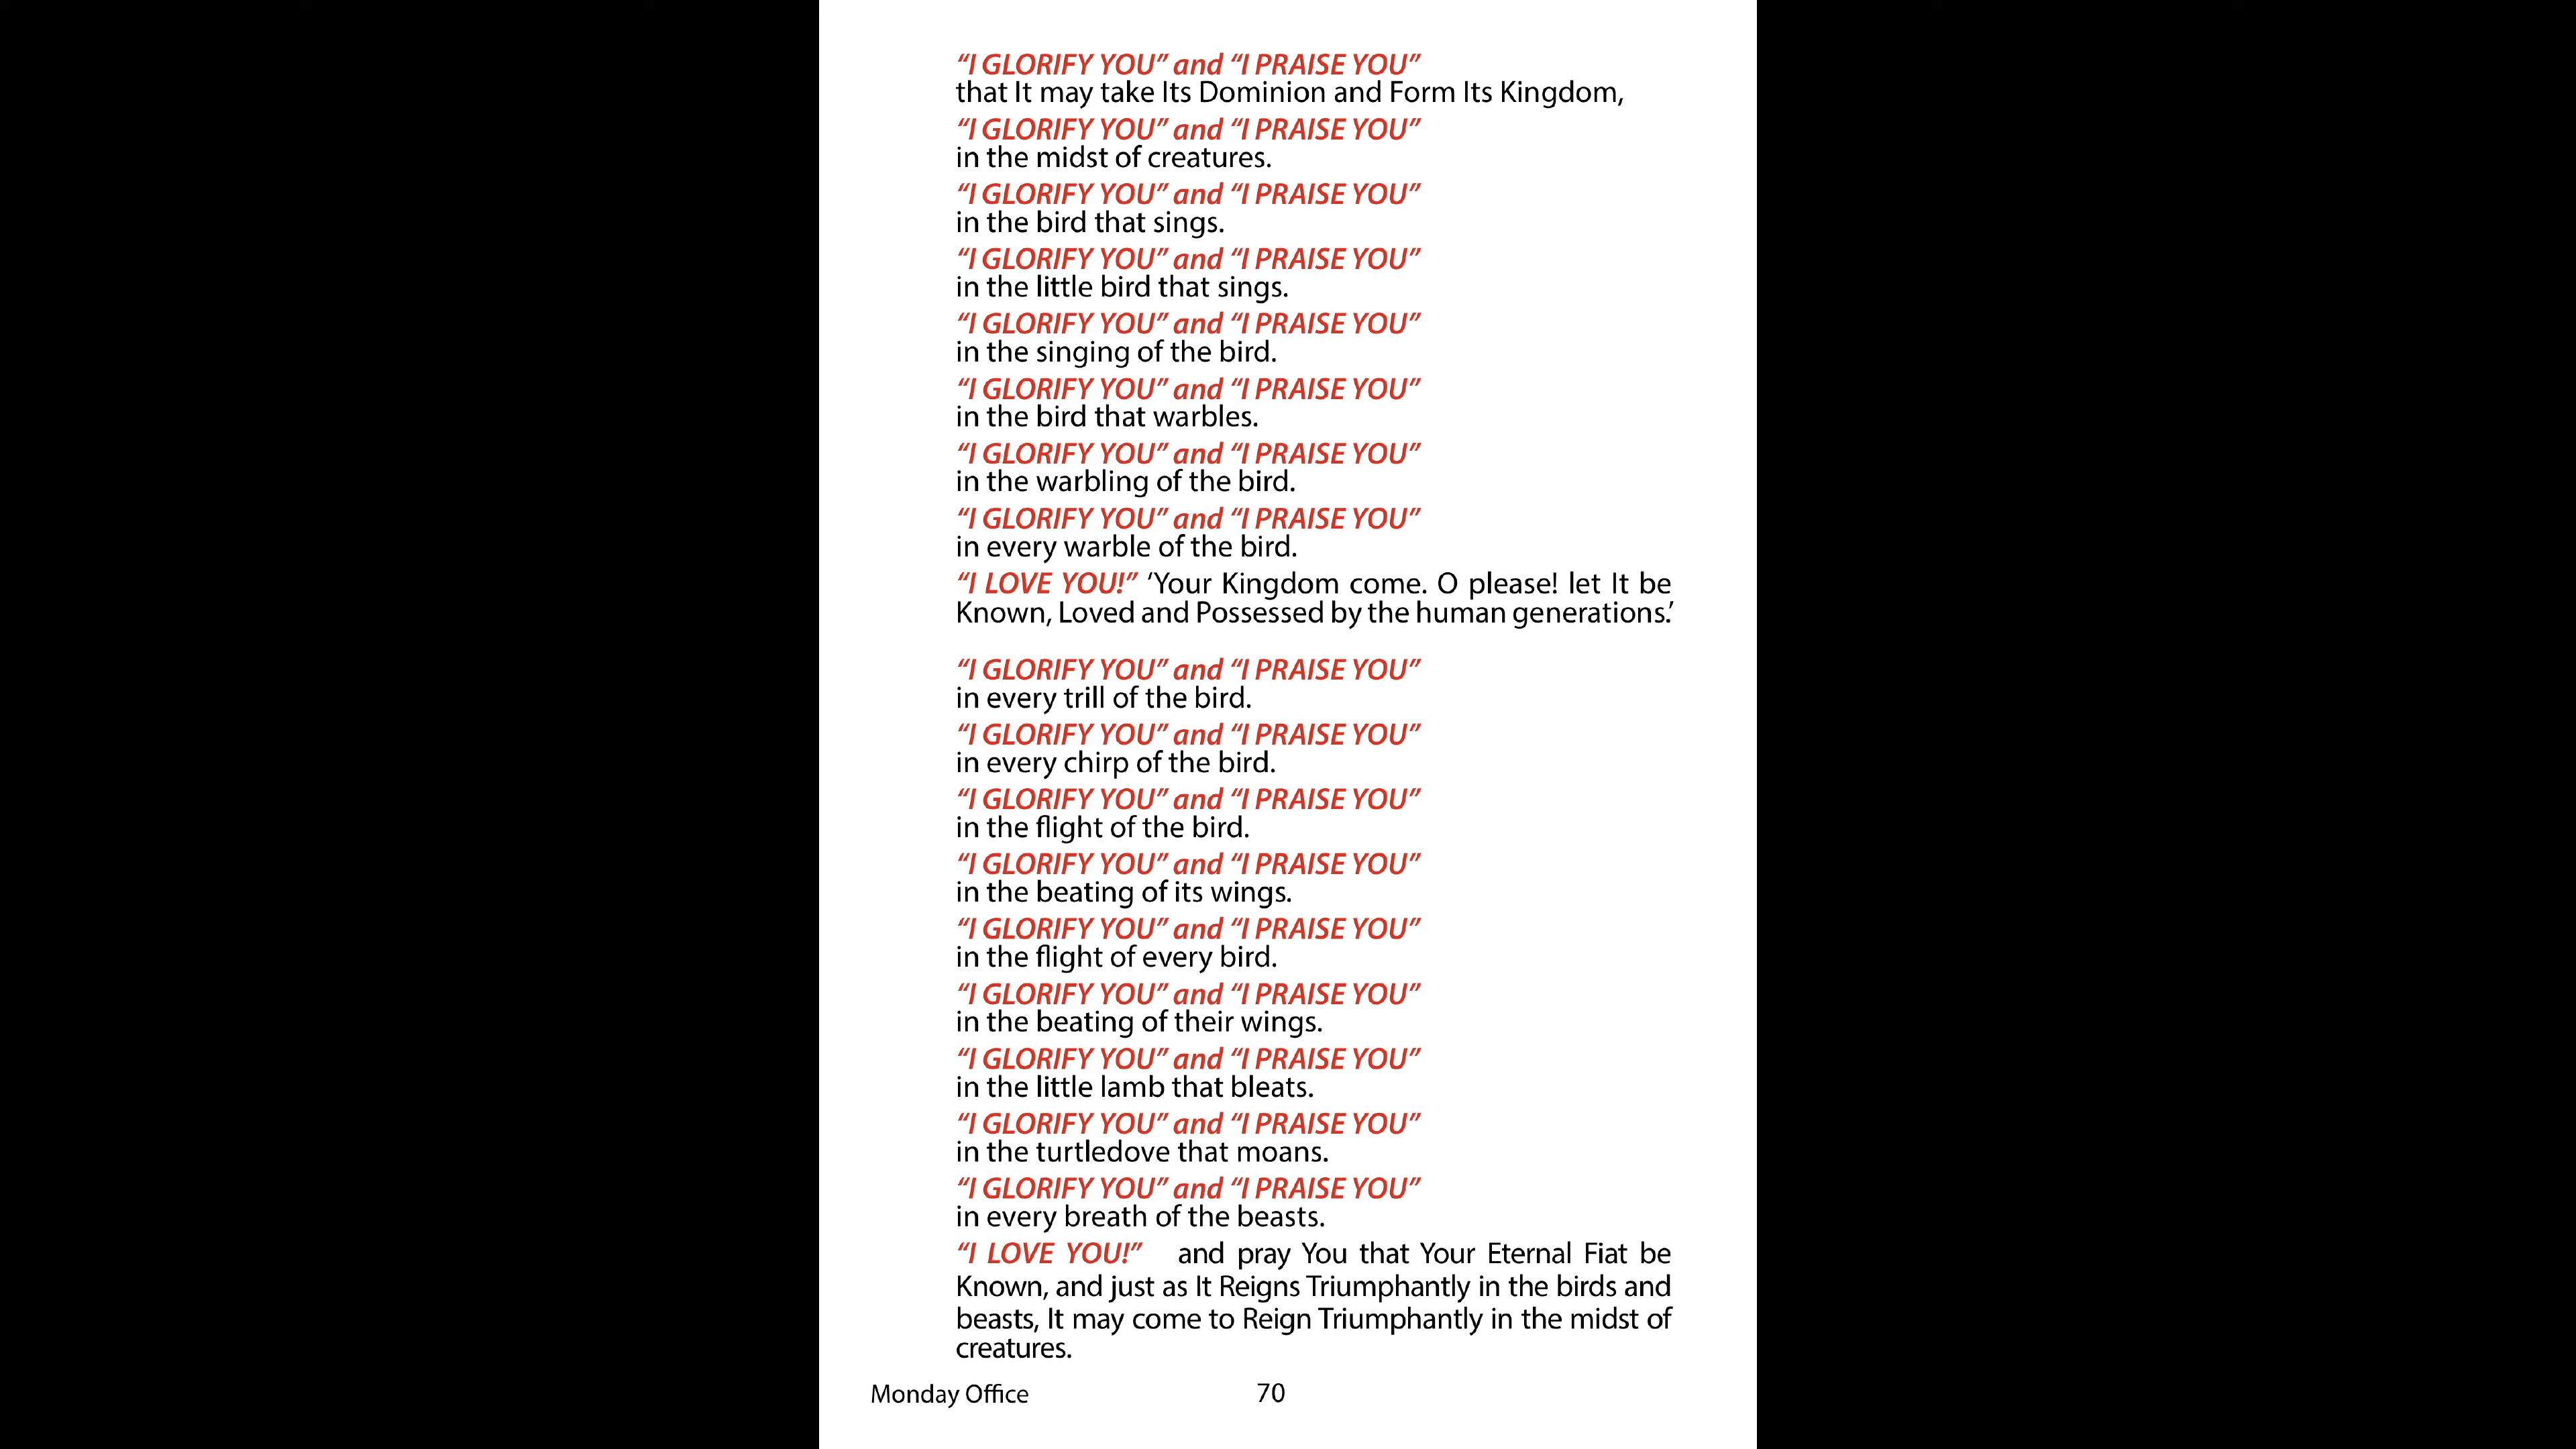 “I GLORIFY YOU” and “I PRAISE YOU”
that It may take Its Dominion and Form Its Kingdom,
“I GLORIFY YOU” and “I PRAISE YOU”
in the midst of creatures.
“I GLORIFY YOU” and “I PRAISE YOU”
in the bird that sings.
“I GLORIFY YOU” and “I PRAISE YOU”
in the little bird that sings.
“I GLORIFY YOU” and “I PRAISE YOU”
in the singing of the bird.
“I GLORIFY YOU” and “I PRAISE YOU”
in the bird that warbles.
“I GLORIFY YOU” and “I PRAISE YOU”
in the warbling of the bird.
“I GLORIFY YOU” and “I PRAISE YOU”
in every warble of the bird.
“I LOVE YOU!” ‘Your Kingdom come. O please! let It be
Known, Loved and Possessed by the human generations.’
“I GLORIFY YOU” and “I PRAISE YOU”
in every trill of the bird.
“I GLORIFY YOU” and “I PRAISE YOU”
in every chirp of the bird.
“I GLORIFY YOU” and “I PRAISE YOU”
in the flight of the bird.
“I GLORIFY YOU” and “I PRAISE YOU”
in the beating of its wings.
“I GLORIFY YOU” and “I PRAISE YOU”
in the flight of every bird.
“I GLORIFY YOU” and “I PRAISE YOU”
in the beating of their wings.
“I GLORIFY YOU” and “I PRAISE YOU”
in the little lamb that bleats.
“I GLORIFY YOU” and “I PRAISE YOU”
in the turtledove that moans.
“I GLORIFY YOU” and “I PRAISE YOU”
in every breath of the beasts.
“I LOVE YOU!” and pray You that Your Eternal Fiat be
Known, and just as It Reigns Triumphantly in the birds and
beasts, It may come to Reign Triumphantly in the midst of
creatures.
Monday Office 70